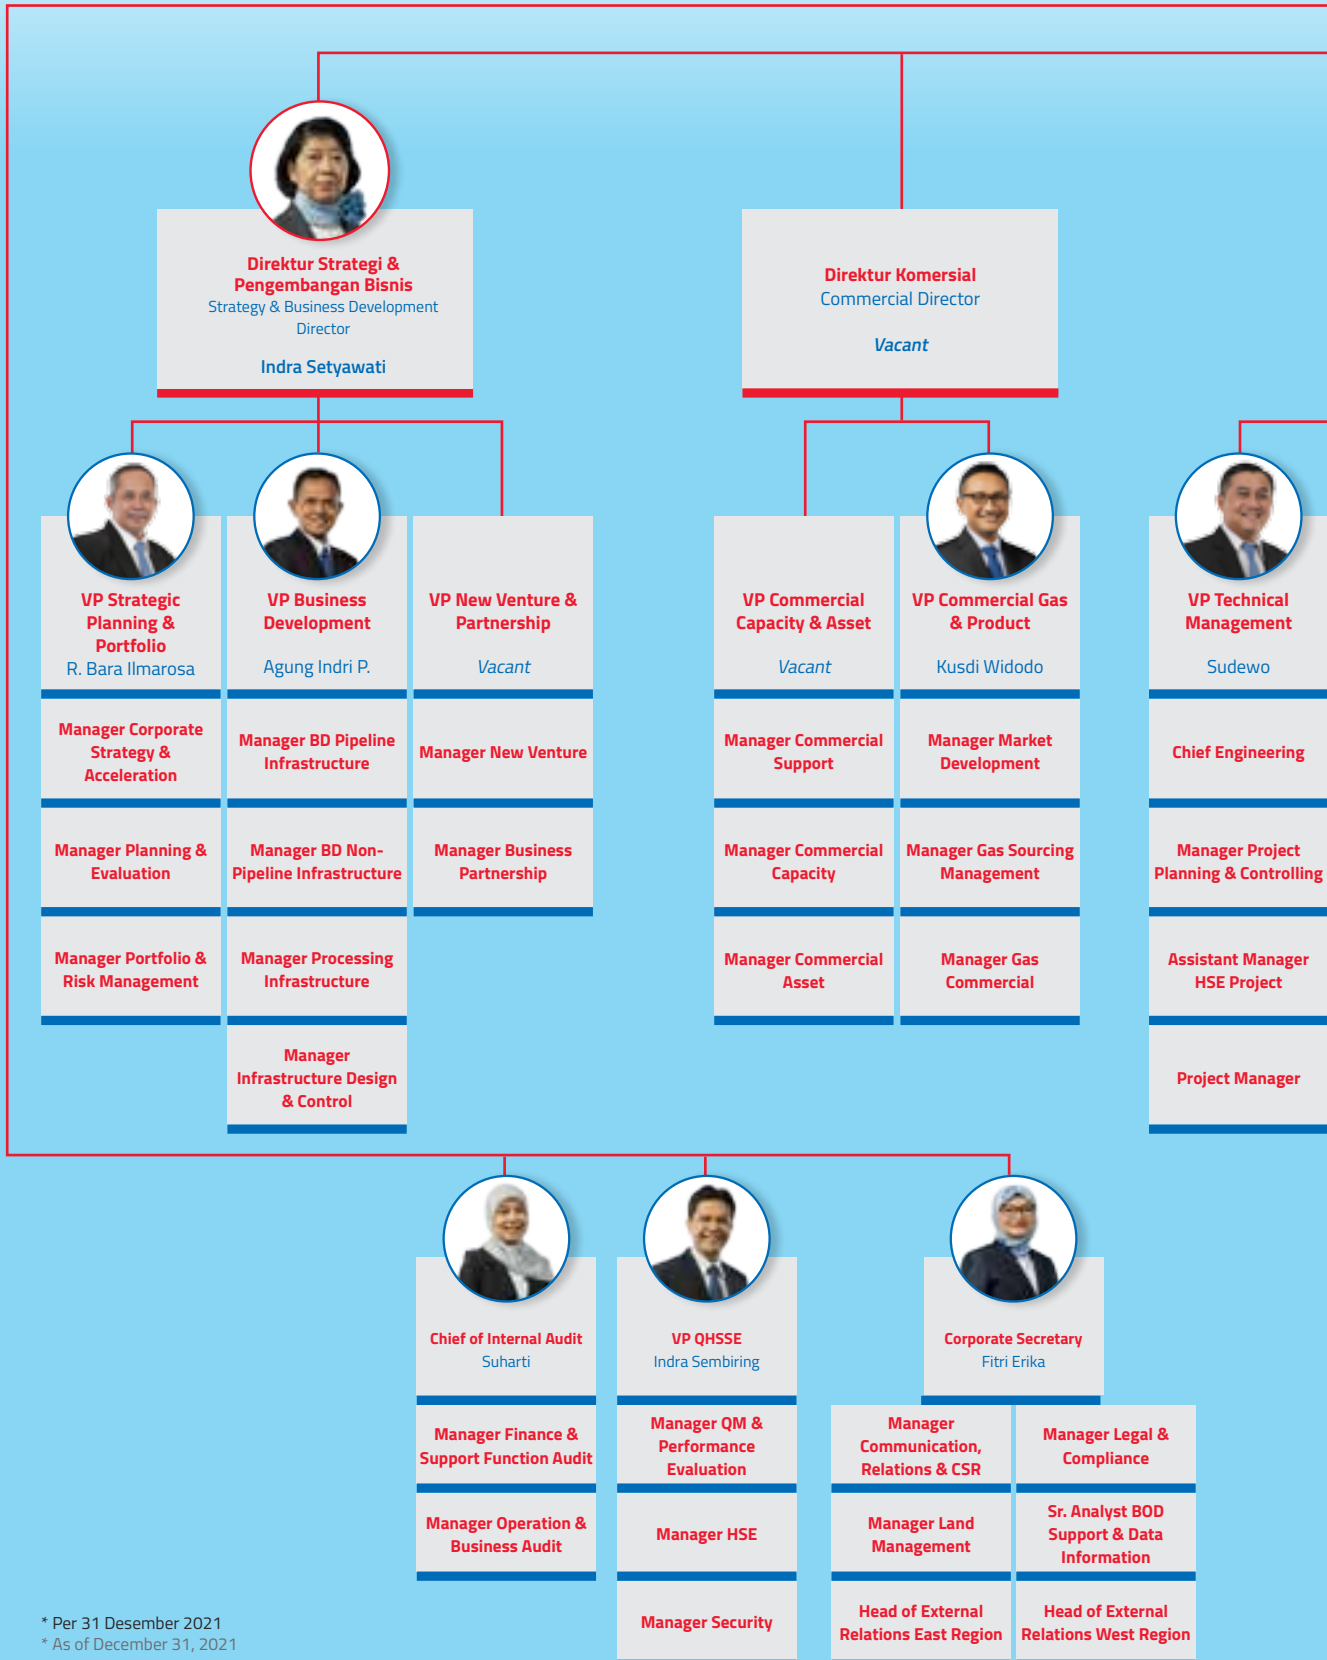 Direktur Strategi &
Pengembangan Bisnis
Strategy & Business Development
Director
Indra Setyawati
Direktur Komersial
Commercial Director
Vacant
VP Strategic
Planning &
Portfolio
R. Bara Ilmarosa
VP Business
Development
Agung Indri P.
VP New Venture &
Partnership
Vacant
VP Commercial
Capacity & Asset
Vacant
VP Commercial Gas
& Product
Kusdi Widodo
VP Technical
Management
Sudewo
Manager Corporate
Strategy &
Acceleration
Manager BD Pipeline
Infrastructure
Manager New Venture
Manager Commercial
Support
Manager Market
Development
Chief Engineering
Manager Planning &
Evaluation
Manager BD Non-
Pipeline Infrastructure
Manager Business
Partnership
Manager Commercial
Capacity
Manager Gas Sourcing
Management
Manager Project
Planning & Controlling
Manager Portfolio &
Risk Management
Manager Processing
Infrastructure
Manager Commercial
Asset
Manager Gas
Commercial
Assistant Manager
HSE Project
Manager
Infrastructure Design
& Control
Project Manager
Chief of Internal Audit
Suharti
VP QHSSE
Indra Sembiring
Corporate Secretary
Fitri Erika
Manager Finance &
Support Function Audit
Manager QM &
Performance
Evaluation
Manager
Communication,
Relations & CSR
Manager Legal &
Compliance
Manager Operation &
Business Audit
Manager HSE
Manager Land
Management
Sr. Analyst BOD
Support & Data
Information
Manager Security
Head of External
Relations East Region
Head of External
Relations West Region
* Per 31 Desember 2021
* As of December 31, 2021